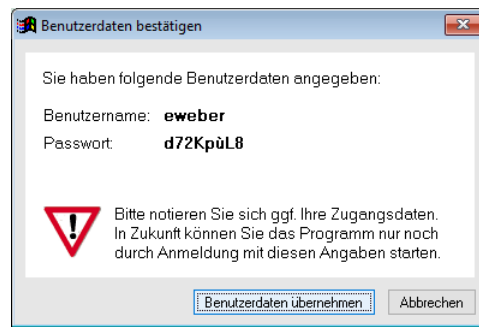 Benutzerdaten bestätigen
Sie haben folgende Benutzerdaten angegeben:
Benutzername: eweber
Passwort: d72KpùL8
Bitte notieren Sie sich ggf. Ihre Zugangsdaten.
In Zukunft können Sie das Programm nur noch
durch Anmeldung mit diesen Angaben starten.
Benutzerdaten übernehmen Abbrechen